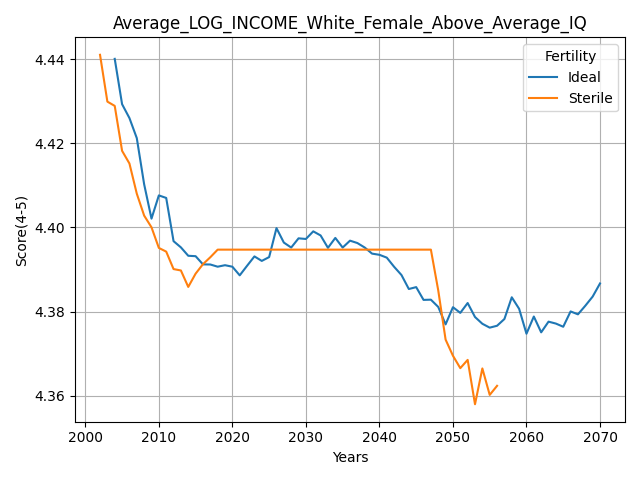 Average_LOG_INCOME_White_Female_Above_Average_IQ
Fertility
Ideal
Sterile
Score(4-5)
4.44
4.42
4.40
4.38
4.36
2000 2010 2020 2030 2040 2050 2060 2070
Years